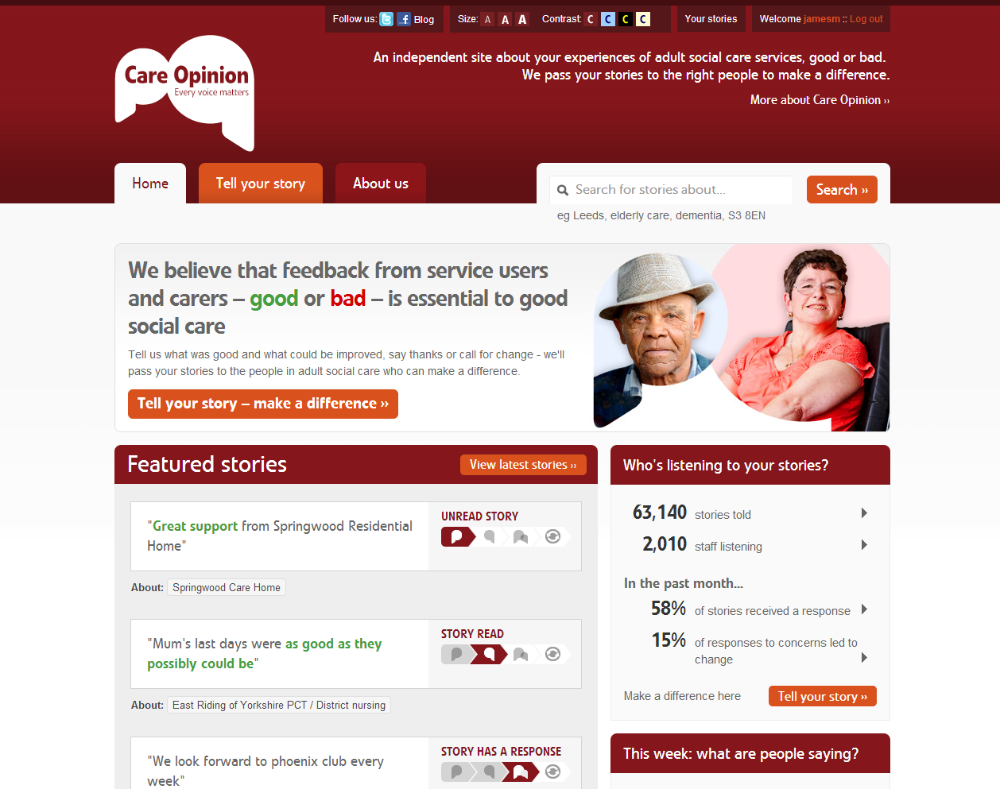 Follow us: Blog
Size: A A A Contrast: C C C C
Your stories
Welcome jamesm :: Log out
Care Opinion
Every voice matters
An independent site about your experiences of adult social care services, good or bad.
We pass your stories to the right people to make a difference.
More about Care Opinion ››
Home
Tell your story
About us
Search for stories about...
Search ››
eg Leeds, elderly care, dementia, S3 8EN
We believe that feedback from service users
and carers – good or bad – is essential to good
social care
Tell us what was good and what could be improved, say thanks or call for change - we'll
pass your stories to the people in adult social care who can make a difference.
Tell your story – make a difference ››
Featured stories
View latest stories ››
"Great support from Springwood Residential
Home"
UNREAD STORY
About: Springwood Care Home
"Mum's last days were as good as they
possibly could be"
STORY READ
About: East Riding of Yorkshire PCT / District nursing
"We look forward to phoenix club every
week"
STORY HAS A RESPONSE
Who's listening to your stories?
63,140 stories told
2,010 staff listening
In the past month...
58% of stories received a response
15% of responses to concerns led to
change
Make a difference here
Tell your story ››
This week: what are people saying?